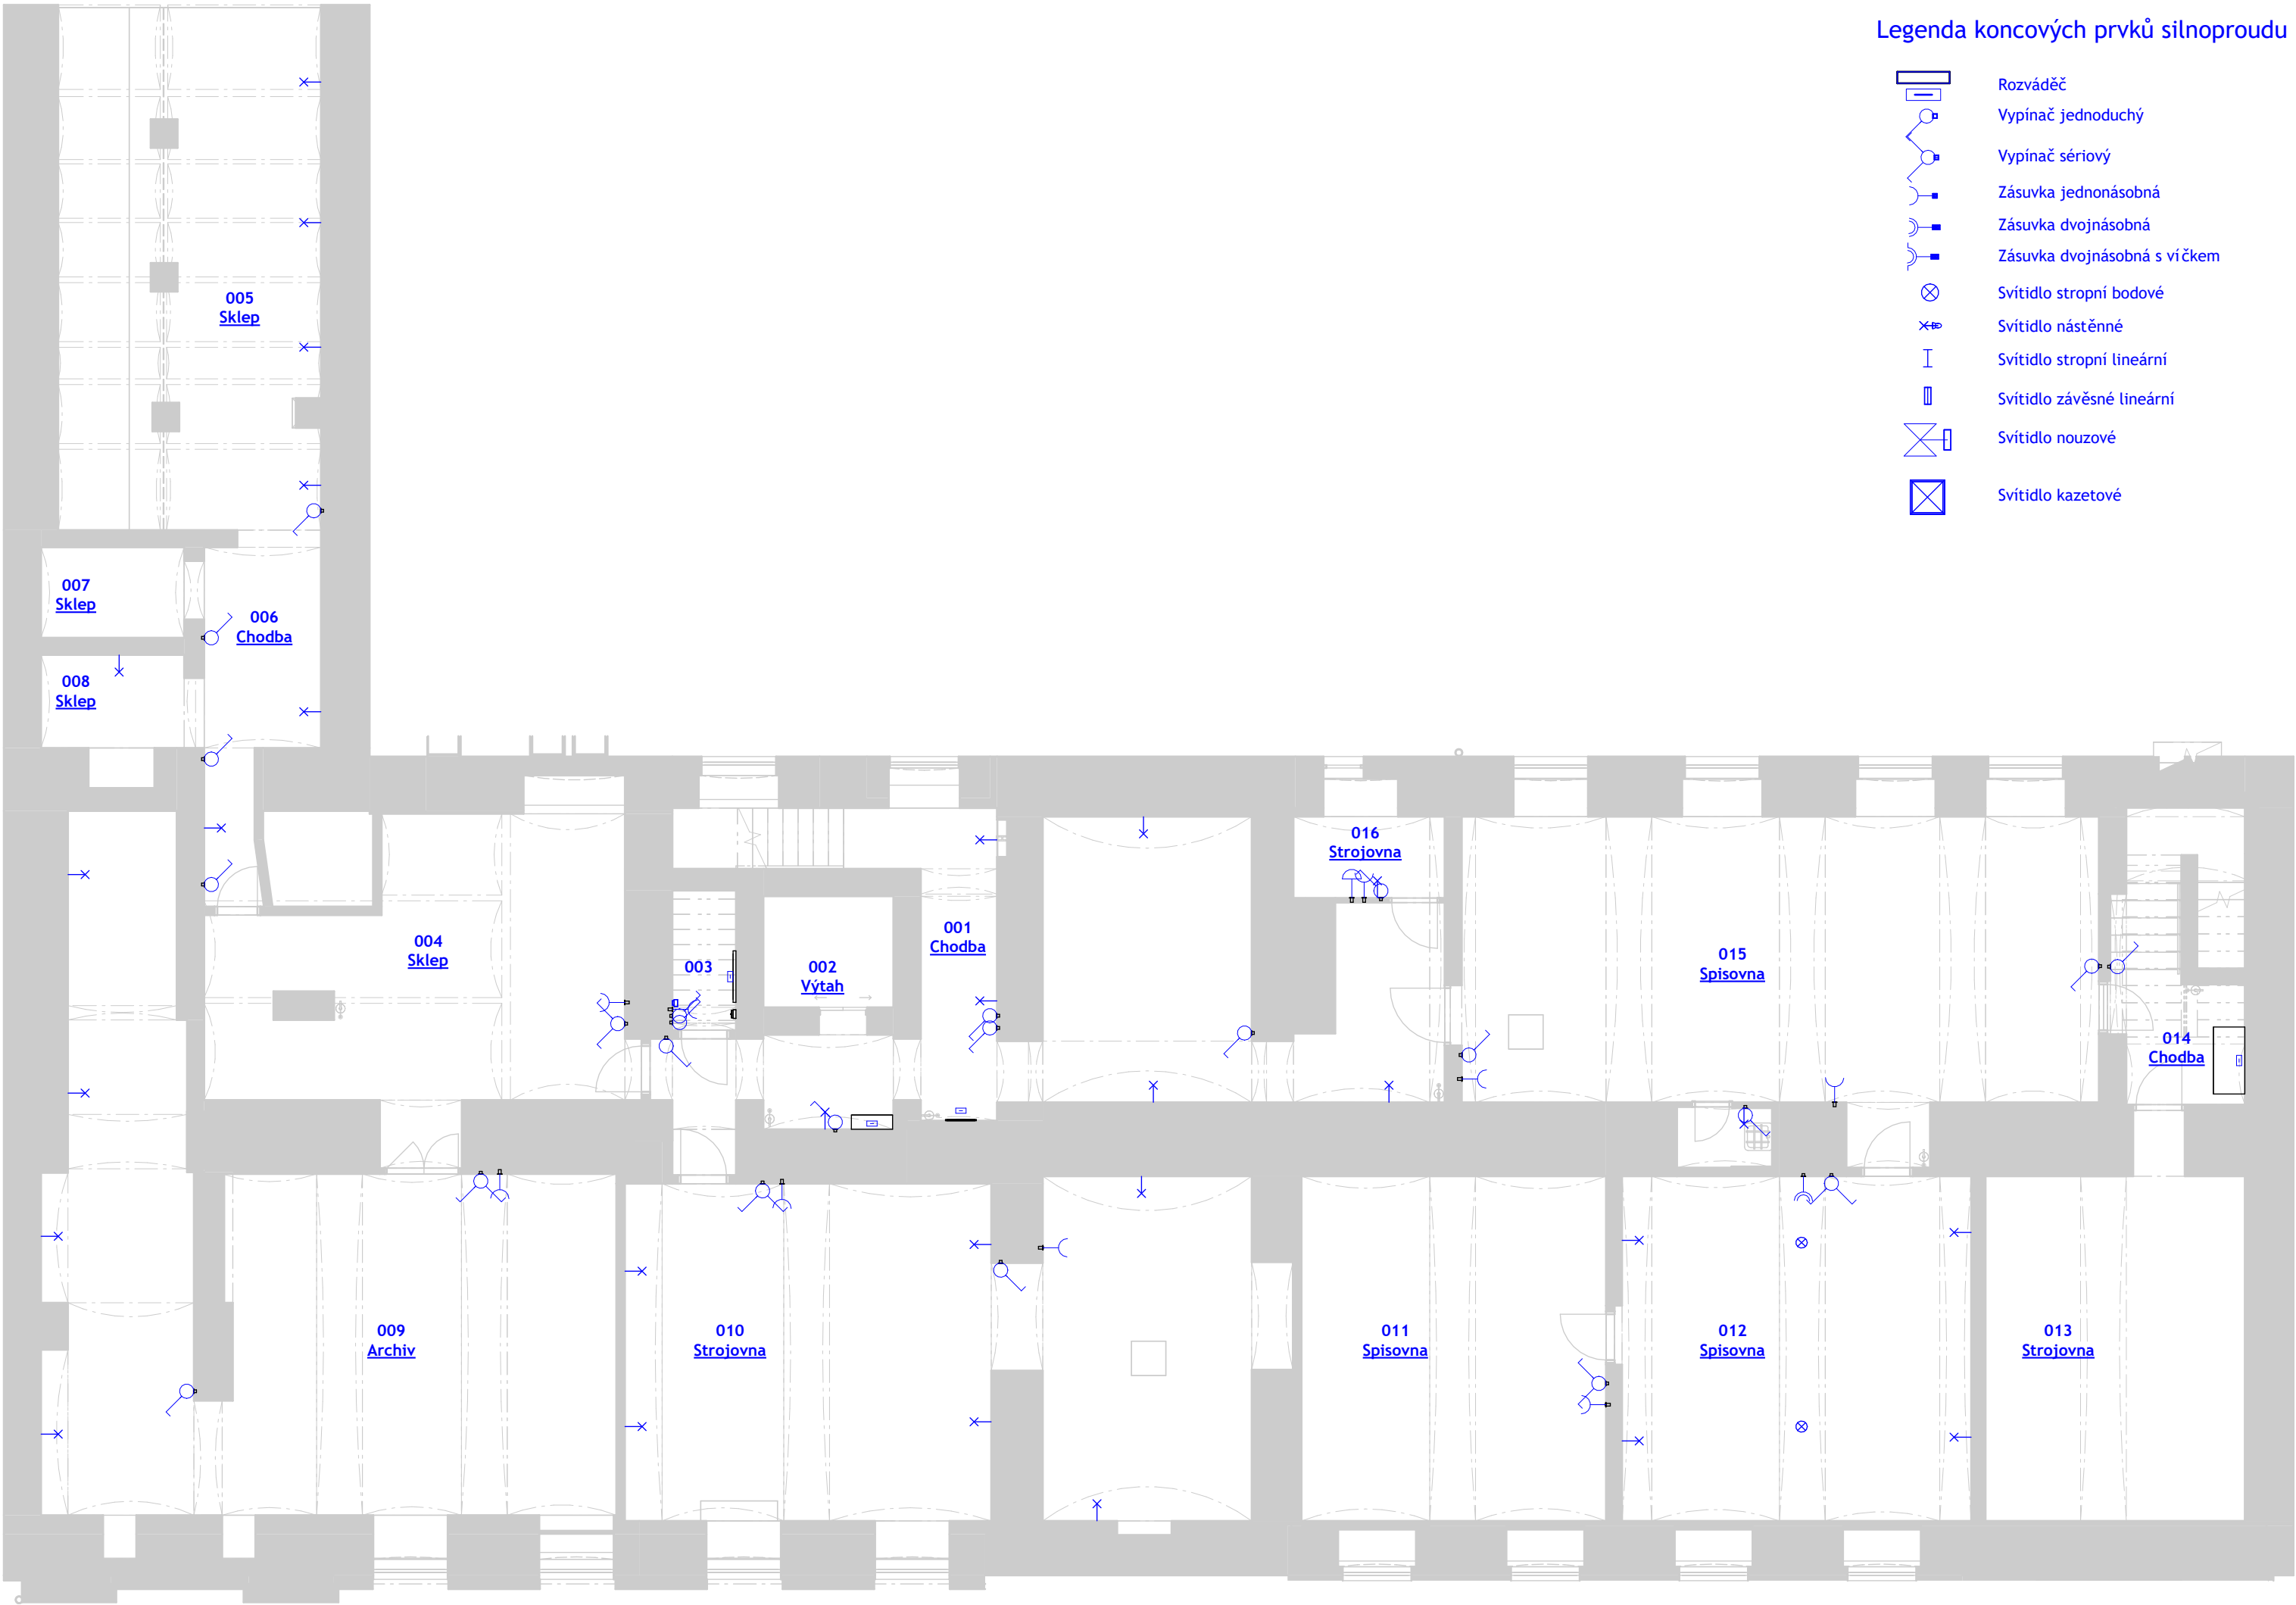 Legenda koncových prvků silnoproudu
Rozváděč
Vypínač jednoduchý
Vypínač sériový
Zásuvka jednonásobná
Zásuvka dvojnásobná
Zásuvka dvojnásobná s víčkem
Svítidlo stropní bodové
Svítidlo nástěnné
Svítidlo stropní lineární
Svítidlo závěsné lineární
Svítidlo nouzové
Svítidlo kazetové
005
Sklep
007
Sklep
006
Chodba
008
Sklep
016
Strojovna
004
Sklep
003
002
Výtah
001
Chodba
015
Spisovna
014
Chodba
009
Archiv
010
Strojovna
011
Spisovna
012
Spisovna
013
Strojovna